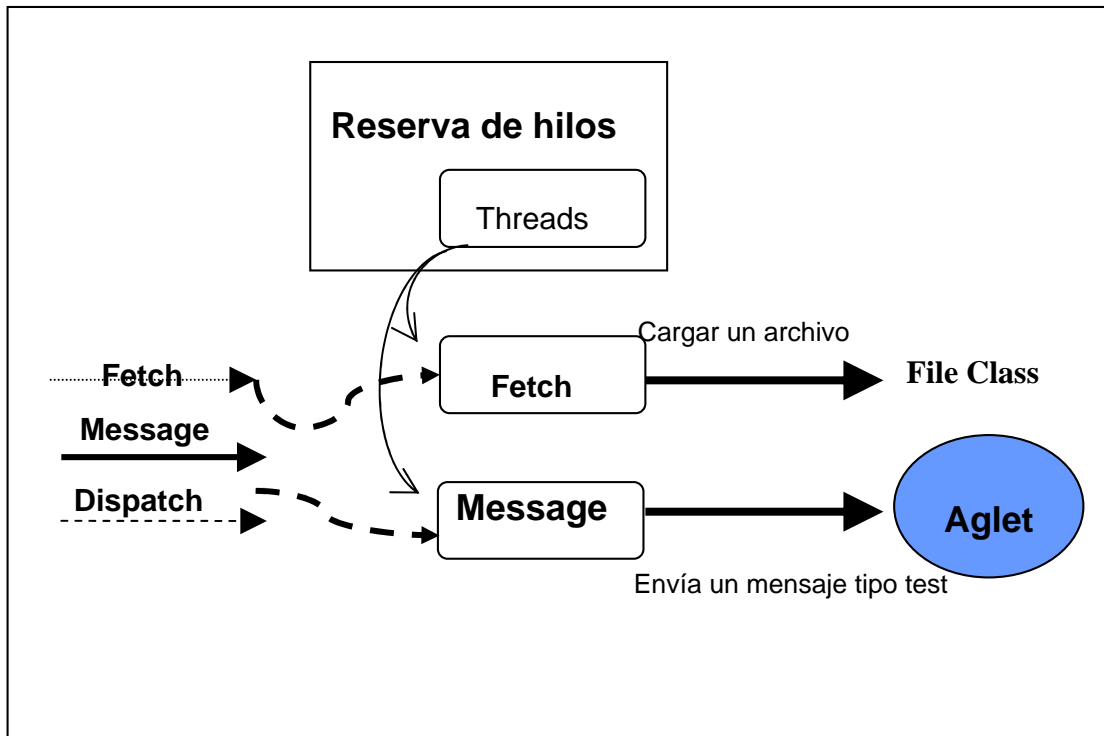 Reserva de hilos
Threads
Cargar un archivo
Fetch
Fetch
File Class
Message
Dispatch
Message
Aglet
Envía un mensaje tipo test